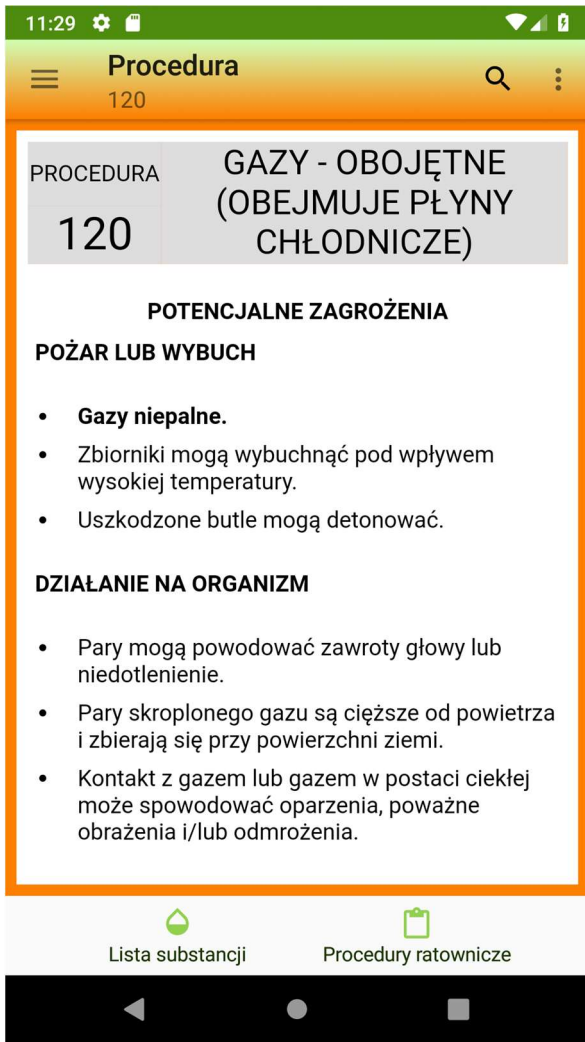 11:29
Procedura
120
PROCEDURA
120
GAZY - OBOJĘTNE
(OBEJMUJE PŁYNY
CHŁODNICZE)
POTENCJALNE ZAGROŻENIA
POŻAR LUB WYBUCH
• Gazy niepalne.
• Zbiorniki mogą wybuchnąć pod wpływem
wysokiej temperatury.
• Uszkodzone butle mogą detonować.
DZIAŁANIE NA ORGANIZM
• Pary mogą powodować zawroty głowy lub
niedotlenienie.
• Pary skroplonego gazu są cięższe od powietrza
i zbierają się przy powierzchni ziemi.
• Kontakt z gazem lub gazem w postaci ciekłej
może spowodować oparzenia, poważne
obrażenia i/lub odmrożenia.
Lista substancji
Procedury ratownicze